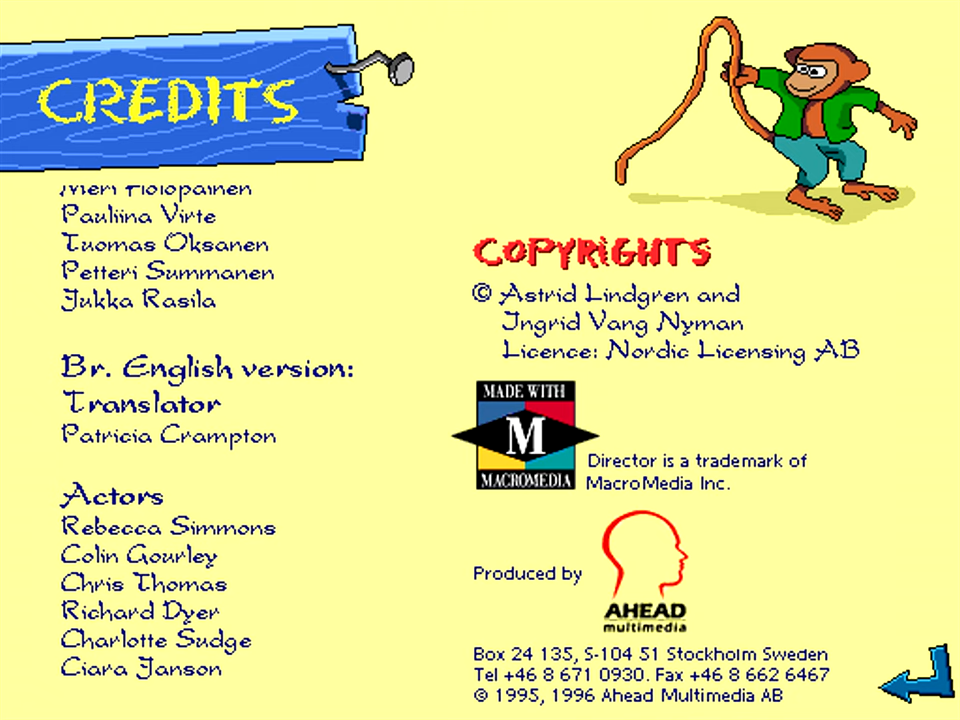 CREDITS
Meri
Pauliina Virte
Tuomas Oksanen
Petteri Summanen
Jukka Rasila
Br. English version:
Translator
Patricia Crampton
Actors
Rebecca Simmons
Colin Gourley
Chris Thomas
Richard Dyer
Charlotte Sudge
Ciara Janson
COPYRIGHTS
© Astrid Lindgren and
Ingrid Vang Nyman
Licence: Nordic Licensing AB
MADE WITH
M
MACROMEDIA
Director is a trademark of
MacroMedia Inc.
Produced by
AHEAD
multimedia
Box 24 135, S-104 51 Stockholm Sweden
Tel +46 8 671 0930. Fax +46 8 662 6467
© 1995, 1996 Ahead Multimedia AB